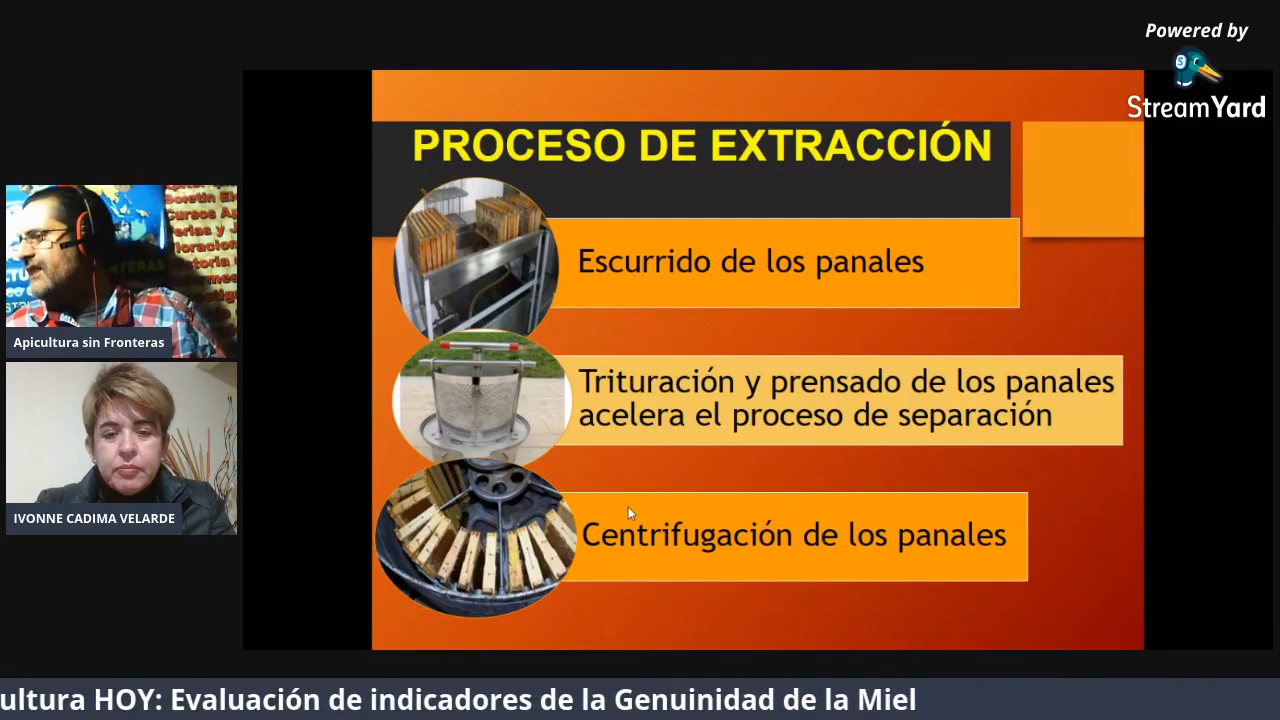 Powered by
StreamYard
PROCESO DE EXTRACCIÓN
Escurrido de los panales
Trituración y prensado de los panales
acelera el proceso de separación
Centrifugación de los panales
Apicultura sin Fronteras
IVONNE CADIMA VELARDE
ultura HOY: Evaluación de indicadores de la Genuinidad de la Miel